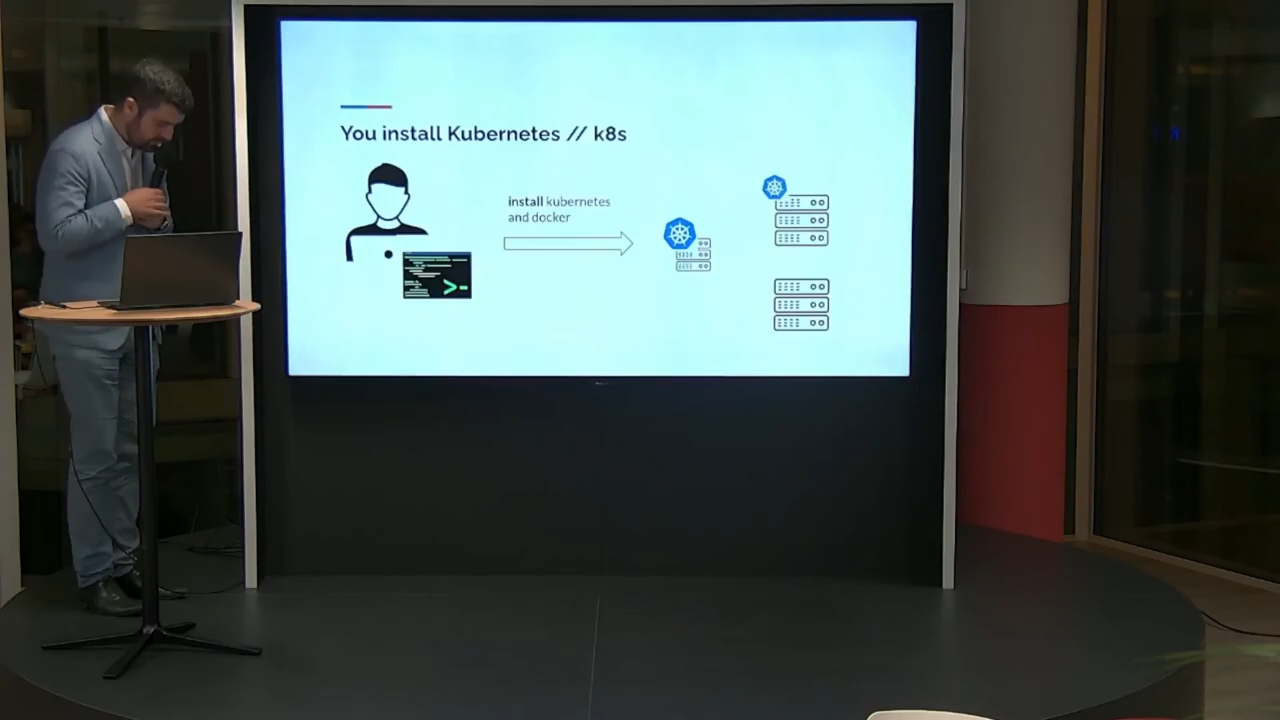 You install Kubernetes // k8s
install kubernetes
and docker
>-